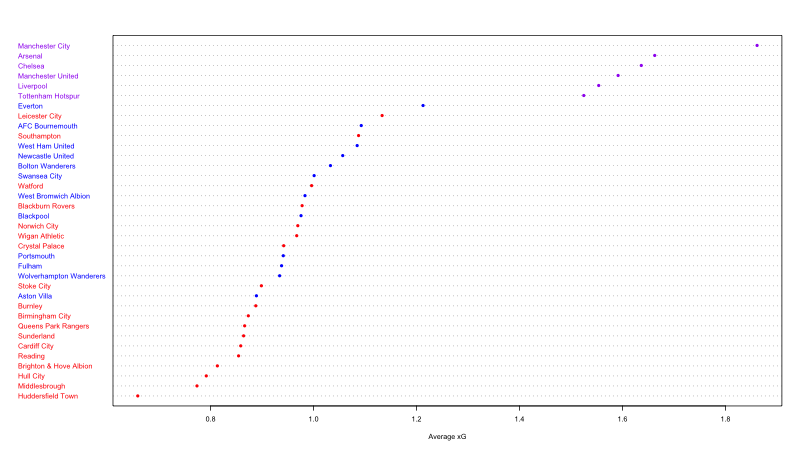 Manchester City
Arsenal
Chelsea
Manchester United
Liverpool
Tottenham Hotspur
Everton
Leicester City
AFC Bournemouth
Southampton
West Ham United
Newcastle United
Bolton Wanderers
Swansea City
Watford
West Bromwich Albion
Blackburn Rovers
Blackpool
Norwich City
Wigan Athletic
Crystal Palace
Portsmouth
Fulham
Wolverhampton Wanderers
Stoke City
Aston Villa
Burnley
Birmingham City
Queens Park Rangers
Sunderland
Cardiff City
Reading
Brighton & Hove Albion
Hull City
Middlesbrough
Huddersfield Town
0.8 1.0 1.2 1.4 1.6 1.8
Average xG